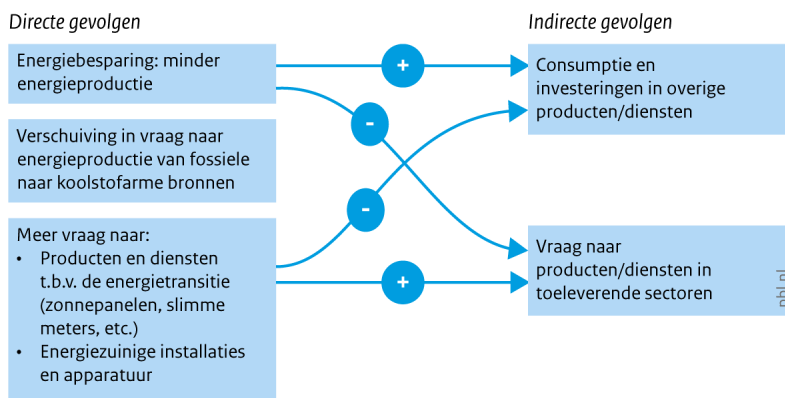 Directe gevolgen
Indirecte gevolgen
Energiebesparing: minder
energieproductie
+
Consumptie en
investeringen in overige
producten/diensten
-
Verschuiving in vraag naar
energieproductie van fossiele
naar koolstofarme bronnen
-
Meer vraag naar:
• Producten en diensten
t.b.v. de energietransitie
(zonnepanelen, slimme
meters, etc.)
• Energiezuinige installaties
en apparatuur
+
Vraag naar
producten/diensten in
toeleverende sectoren
pbl.nl